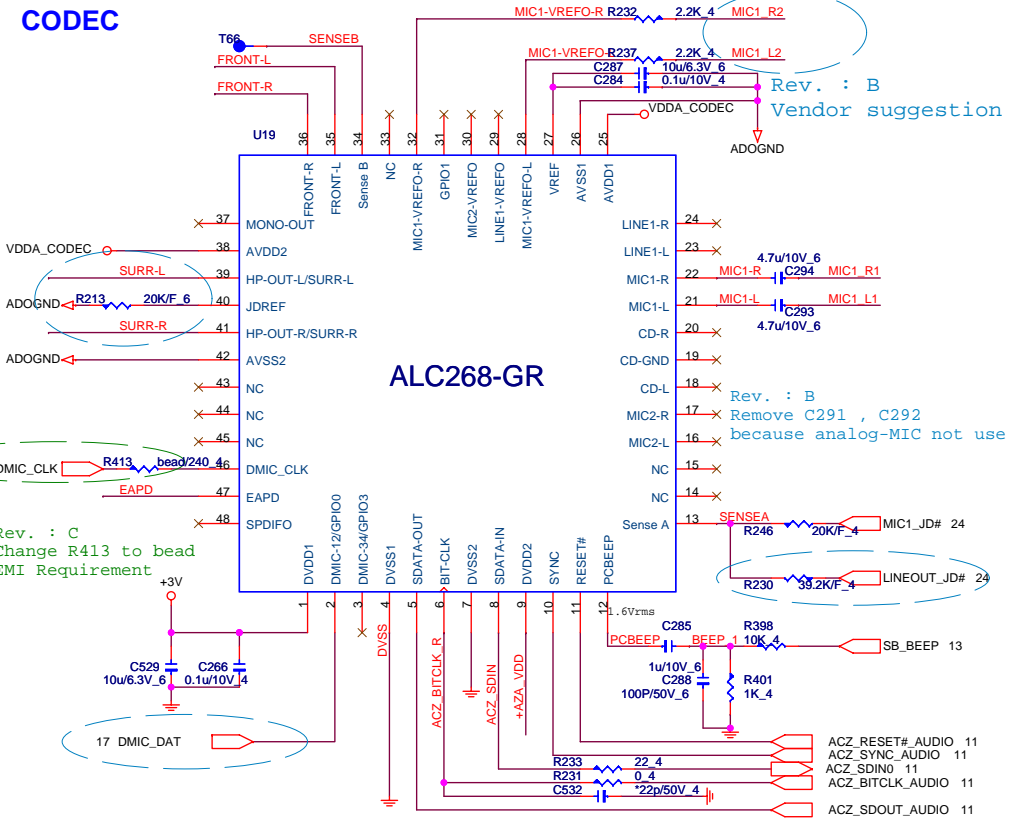 CODEC
MIC1-VREFO-R R232 2.2K_4 MIC1_R2
T66 SENSEB
FRONT-L
MIC1-VREFO-L R237 2.2K_4 MIC1_L2
C287 10u/6.3V_6
C284 0.1u/10V_4
FRONT-R
Rev. : B
Vendor suggestion
VDDA_CODEC
ADOGND
U19
36 35 34 33 32 31 30 29 28 27 26 25
FRONT-R
FRONT-L
Sense B
NC
MIC1-VREFO-R
GPIO1
MIC2-VREFO
LINE1-VREFO
MIC1-VREFO-L
VREF
AVSS1
AVDD1
37 MONO-OUT
VDDA_CODEC 38 AVDD2
SURR-L 39 HP-OUT-L/SURR-L
ADOGND R213 20K/F_6 40 JDREF
SURR-R 41 HP-OUT-R/SURR-R
ADOGND 42 AVSS2
43 NC
44 NC
45 NC
DMIC_CLK R413 bead/240_4 46 DMIC_CLK
EAPD 47 EAPD
48 SPDIFO
ALC268-GR
LINE1-R 24
LINE1-L 23
MIC1-R 22 MIC1-R 4.7u/10V_6 C294 MIC1_R1
MIC1-L 21 MIC1-L C293 4.7u/10V_6 MIC1_L1
CD-R 20
CD-GND 19
CD-L 18
MIC2-R 17
MIC2-L 16
NC 15
NC 14
Sense A 13 SENSEA
Rev. : B
Remove C291 , C292
because analog-MIC not use
R246 20K/F_4 MIC1_JD# 24
R230 39.2K/F_4 LINEOUT_JD# 24
Rev. : C
Change R413 to bead
EMI Requirement
+3V
DVDD1
DMIC-12/GPIO0
DMIC-34/GPIO3
DVSS1
SDATA-OUT
BIT-CLK
DVSS2
SDATA-IN
DVDD2
SYNC
RESET#
PCBEEP
1 2 3 4 5 6 7 8 9 10 11 12
1.6Vrms
DVSS
ACZ_BITCLK_R
ACZ_SDIN
+AZA_VDD
PCBEEP C285 BEEP_1 R398 10K_4 SB_BEEP 13
1u/10V_6
C288 100P/50V_6
R401 1K_4
C529 10u/6.3V_6
C266 0.1u/10V_4
17 DMIC_DAT
ACZ_RESET#_AUDIO 11
ACZ_SYNC_AUDIO 11
R233 22_4 ACZ_SDIN0 11
R231 0_4 ACZ_BITCLK_AUDIO 11
C532 *22p/50V_4
ACZ_SDOUT_AUDIO 11